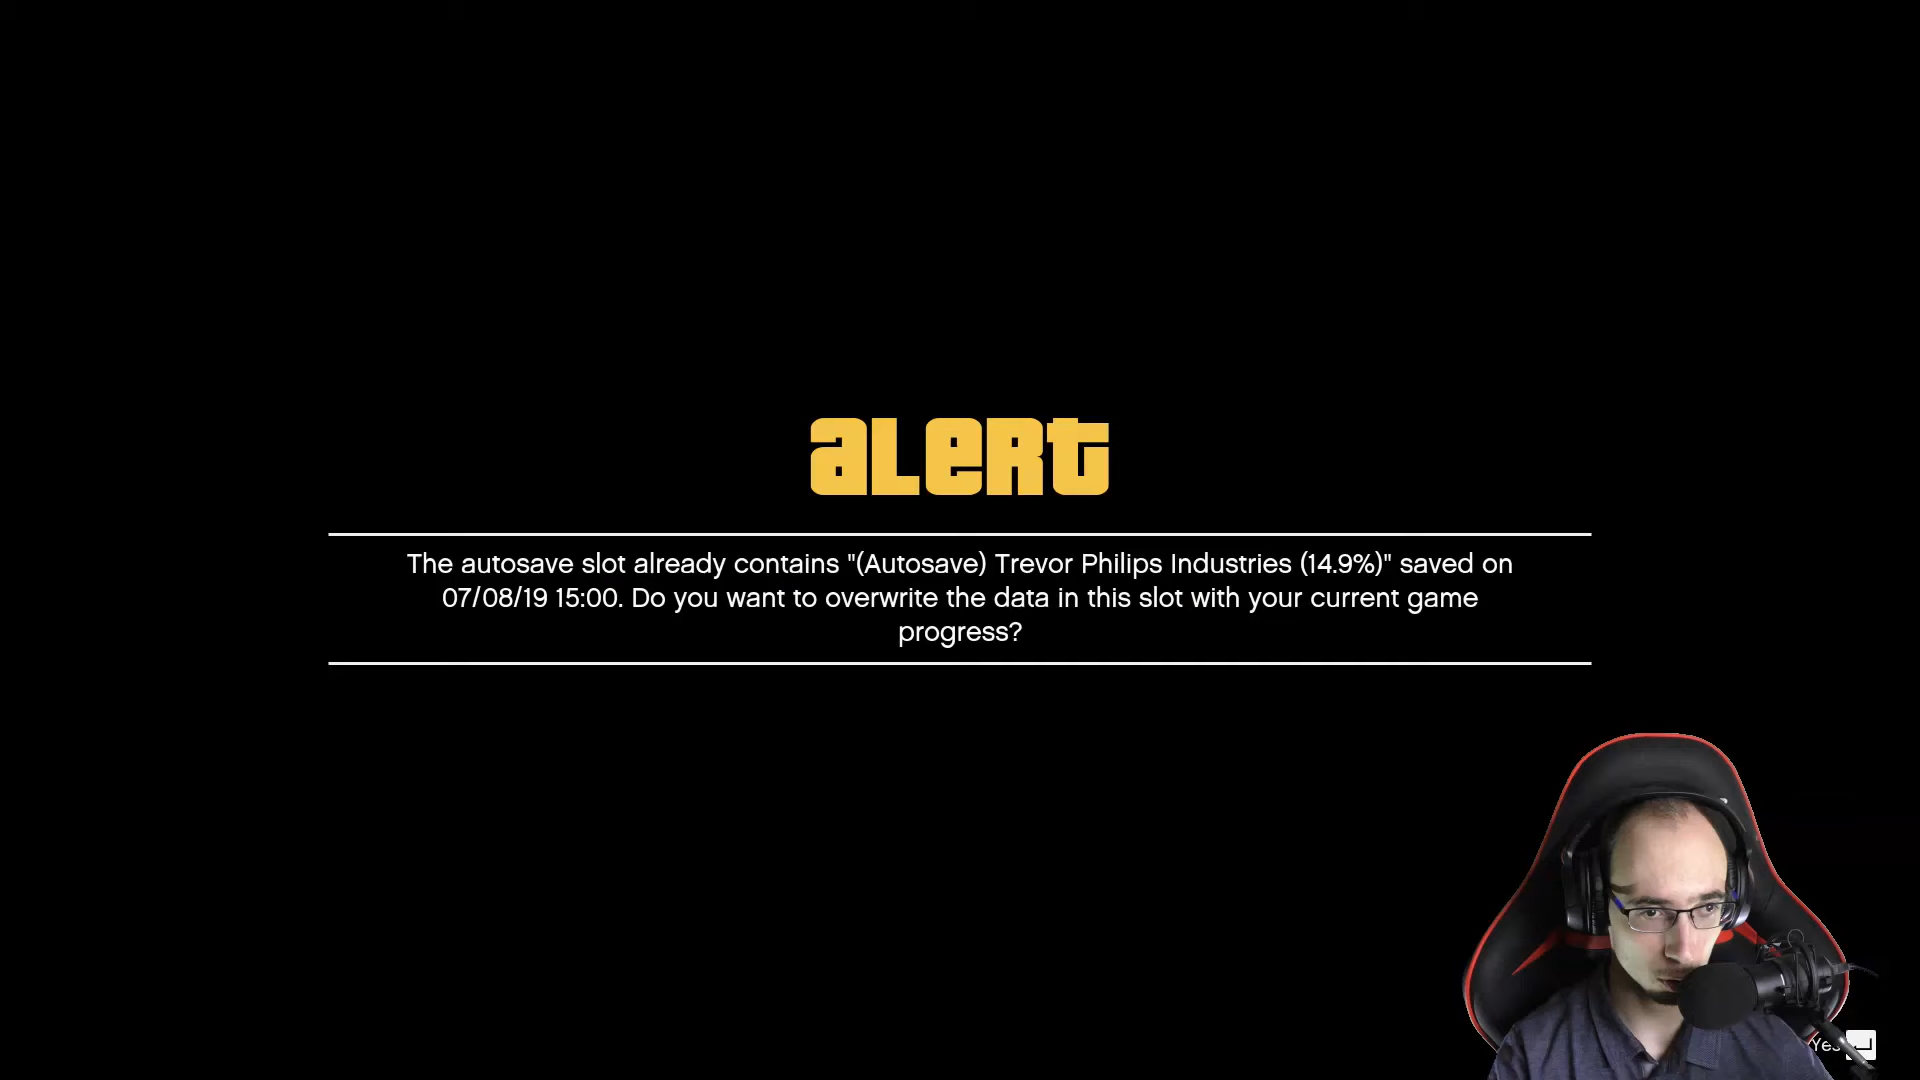 aLeRt
The autosave slot already contains "(Autosave) Trevor Philips Industries (14.9%)" saved on
07/08/19 15:00. Do you want to overwrite the data in this slot with your current game
progress?
Yes